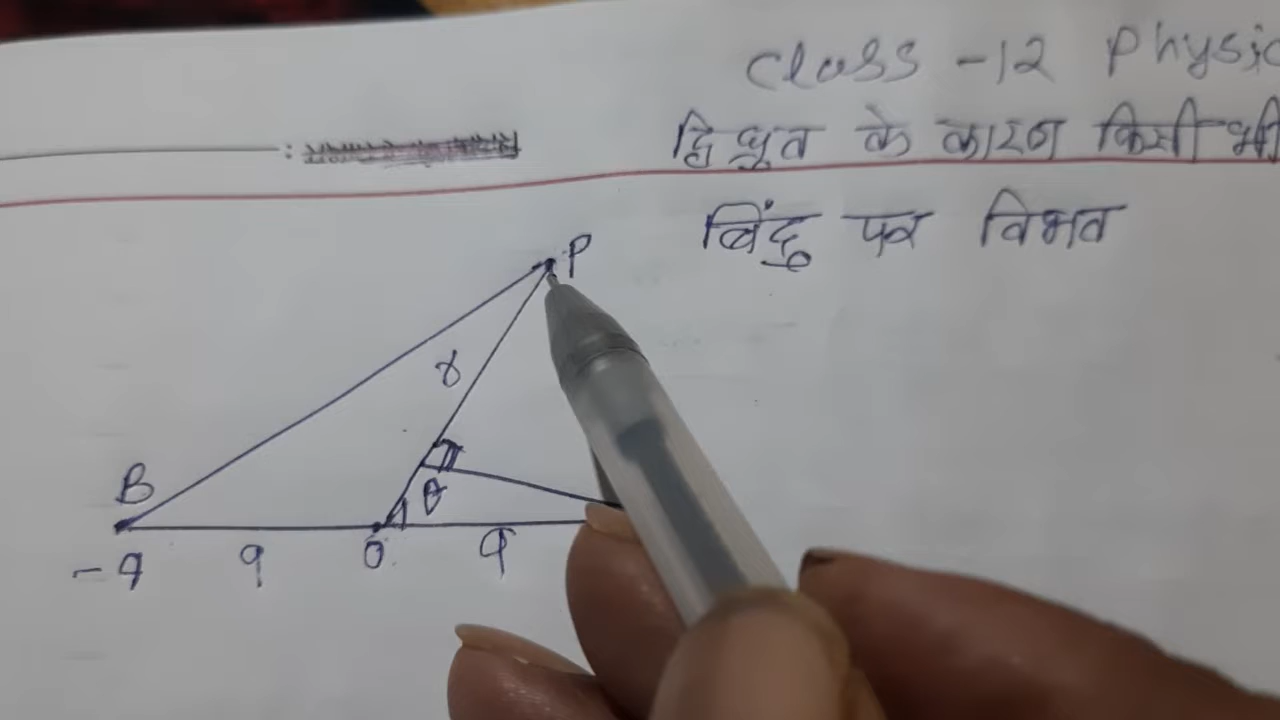 Class -12 Physic
द्वि ध्रुव के कारण किसी भी
बिंदु पर विभव
P
r
B
θ
-q
q
O
q